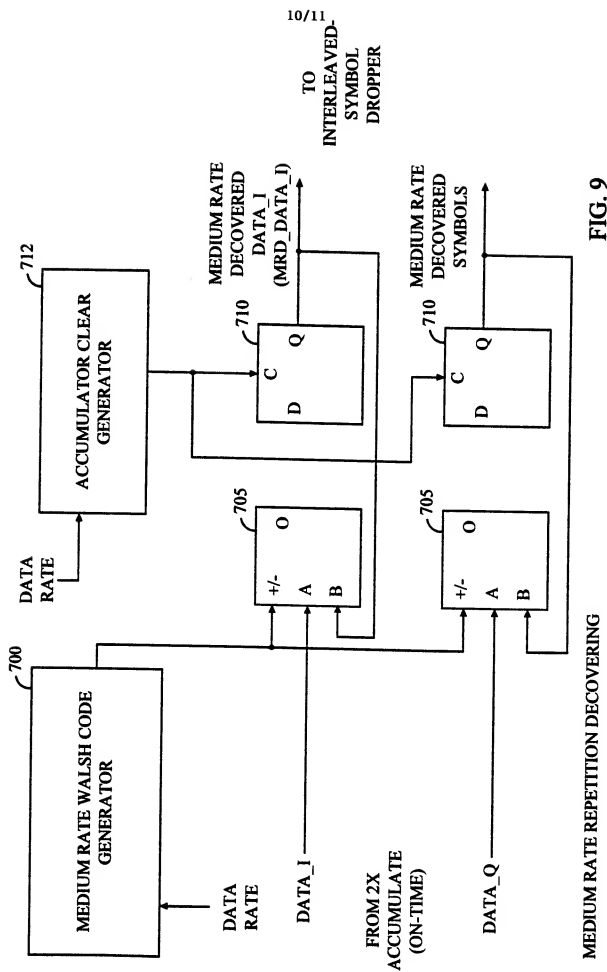 10/11
700
MEDIUM RATE WALSH CODE
GENERATOR
DATA
RATE
712
ACCUMULATOR CLEAR
GENERATOR
DATA
RATE
705
+/-
O
A
B
710
C
D
Q
MEDIUM RATE
DECOVERED
DATA_I
(MRD_DATA_I)
TO
INTERLEAVED-
SYMBOL
DROPPER
DATA_I
FROM 2X
ACCUMULATE
(ON-TIME)
DATA_Q
705
+/-
O
A
B
710
C
D
Q
MEDIUM RATE
DECOVERED
SYMBOLS
MEDIUM RATE REPETITION DECOVERING
FIG. 9